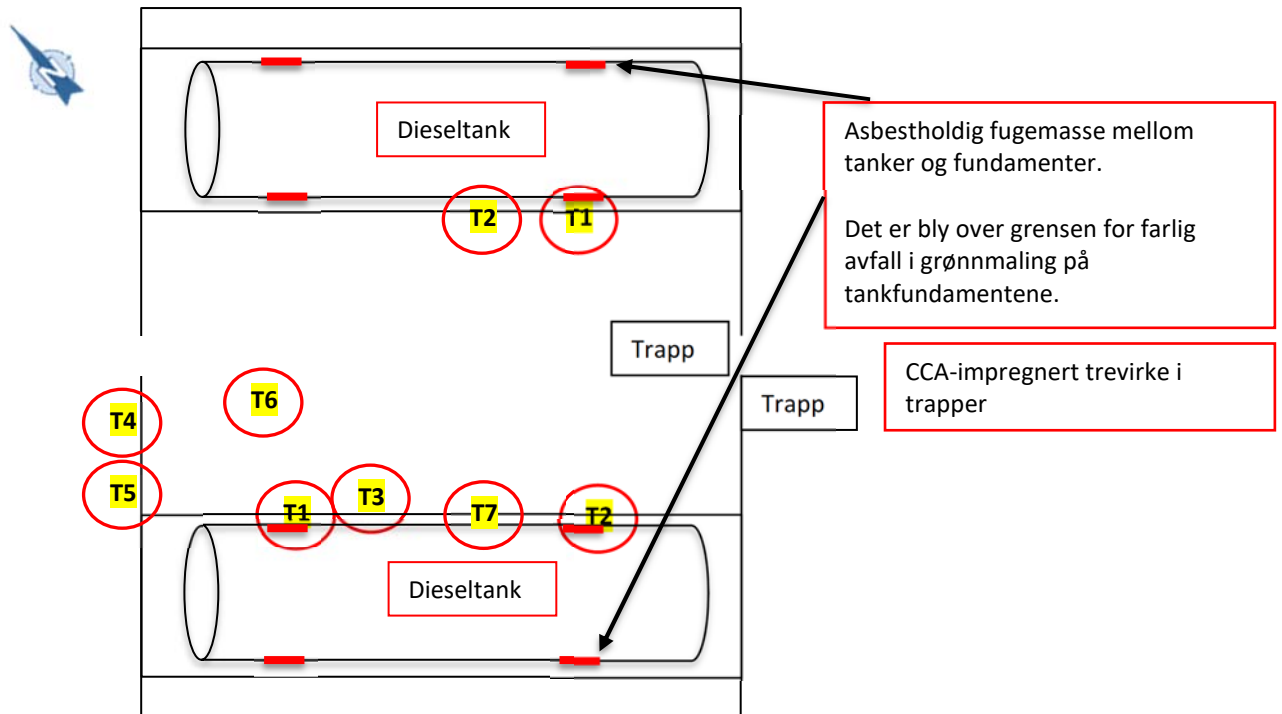 Dieseltank
T2
T1
Asbestholdig fugemasse mellom
tanker og fundamenter.
Det er bly over grensen for farlig
avfall i grønnmaling på
tankfundamentene.
Trapp
CCA-impregnert trevirke i
trapper
Trapp
T6
T4
T5
T1
T3
T7
T2
Dieseltank
N